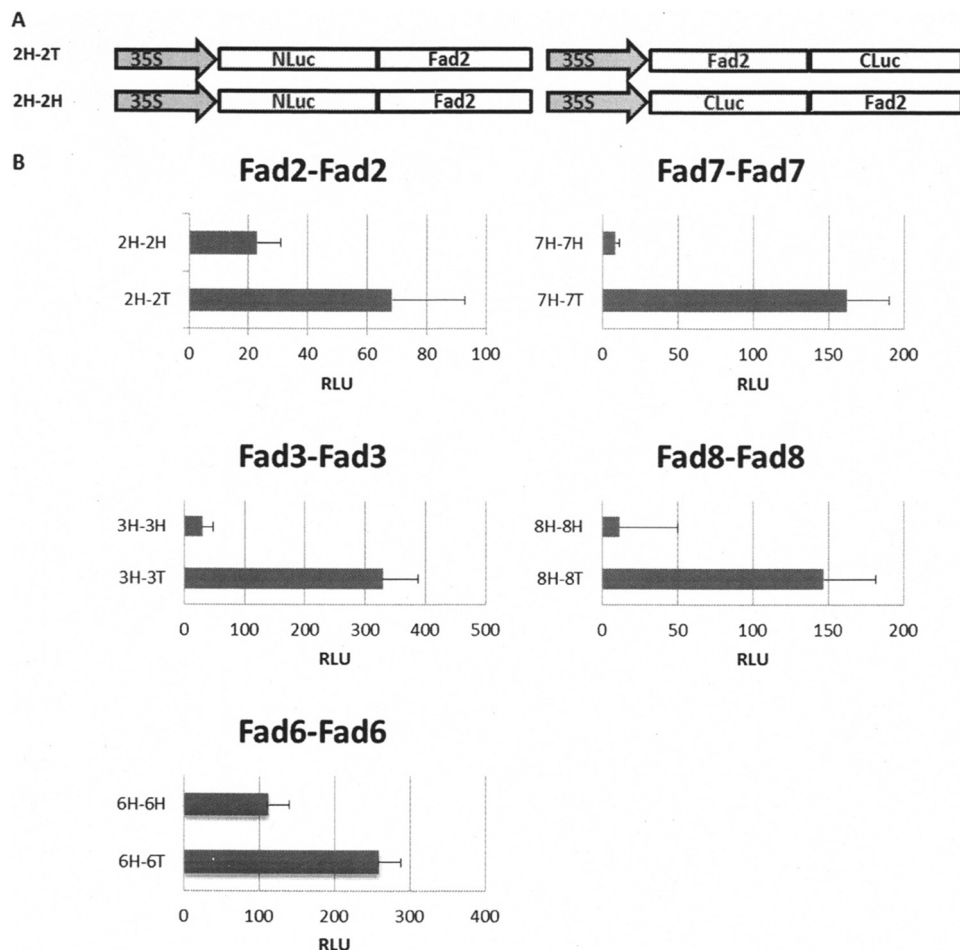 A
2H-2T 35S NLuc Fad2 35S Fad2 CLuc
2H-2H 35S NLuc Fad2 35S CLuc Fad2
B
Fad2-Fad2
2H-2H
2H-2T
0 20 40 60 80 100
RLU
Fad7-Fad7
7H-7H
7H-7T
0 50 100 150 200
RLU
Fad3-Fad3
3H-3H
3H-3T
0 100 200 300 400 500
RLU
Fad8-Fad8
8H-8H
8H-8T
0 50 100 150 200
RLU
Fad6-Fad6
6H-6H
6H-6T
0 100 200 300 400
RLU